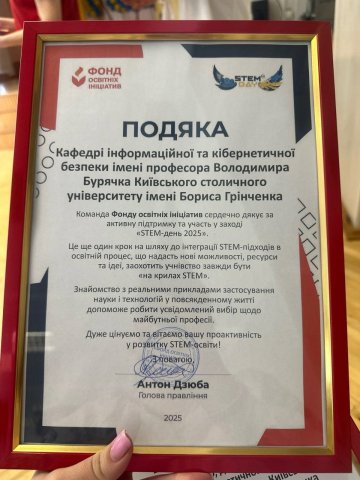 ФОНД
ОСВІТНІХ
ІНІЦІАТИВ
STEM
DAY
ПОДЯКА
Кафедрі інформаційної та кібернетичної
безпеки імені професора Володимира
Бурячка Київського столичного
університету імені Бориса Грінченка
Команда Фонду освітніх ініціатив сердечно дякує за
активну підтримку та участь у заході
«STEM-день 2025».
Це ще один крок на шляху до інтеграції STEM-підходів в
освітній процес, що надасть нові можливості, ресурси
та ідеї, заохотить учнівство завжди бути
«на крилах STEM».
Знайомство з реальними прикладами застосування
науки і технологій у повсякденному житті
допоможе робити усвідомлений вибір щодо
майбутньої професії.
Дуже цінуємо та вітаємо вашу проактивність
у розвитку STEM-освіти!
З повагою,
Антон Дзюба
Голова правління
2025